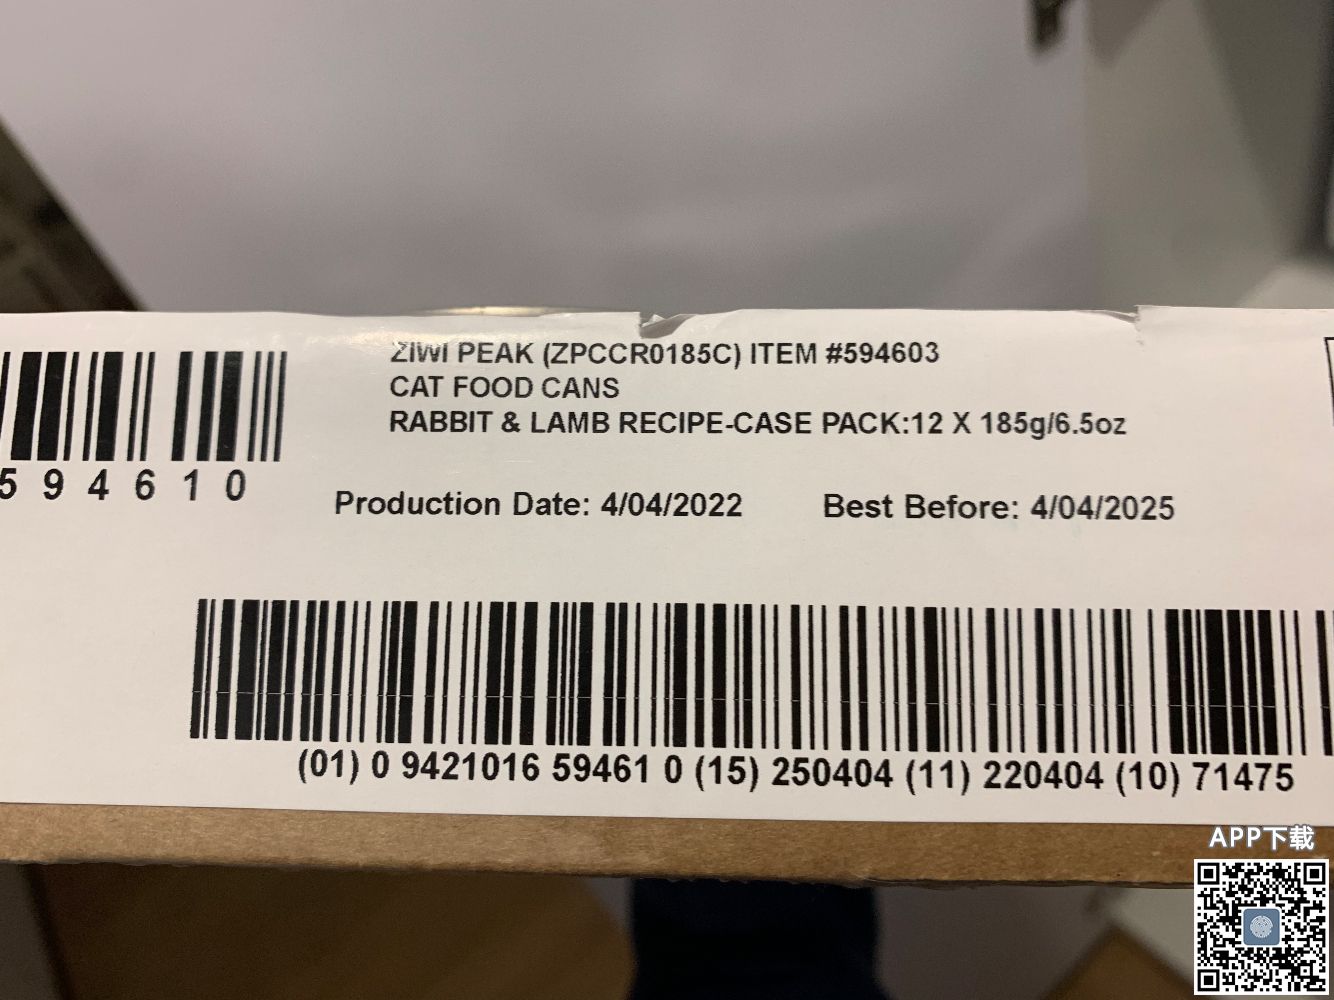 ZIWI PEAK (ZPCCR0185C) ITEM #594603
CAT FOOD CANS
RABBIT & LAMB RECIPE-CASE PACK:12 X 185g/6.5oz
594610
Production Date: 4/04/2022 Best Before: 4/04/2025
(01) 0 9421016 59461 0 (15) 250404 (11) 220404 (10) 71475
APP下载